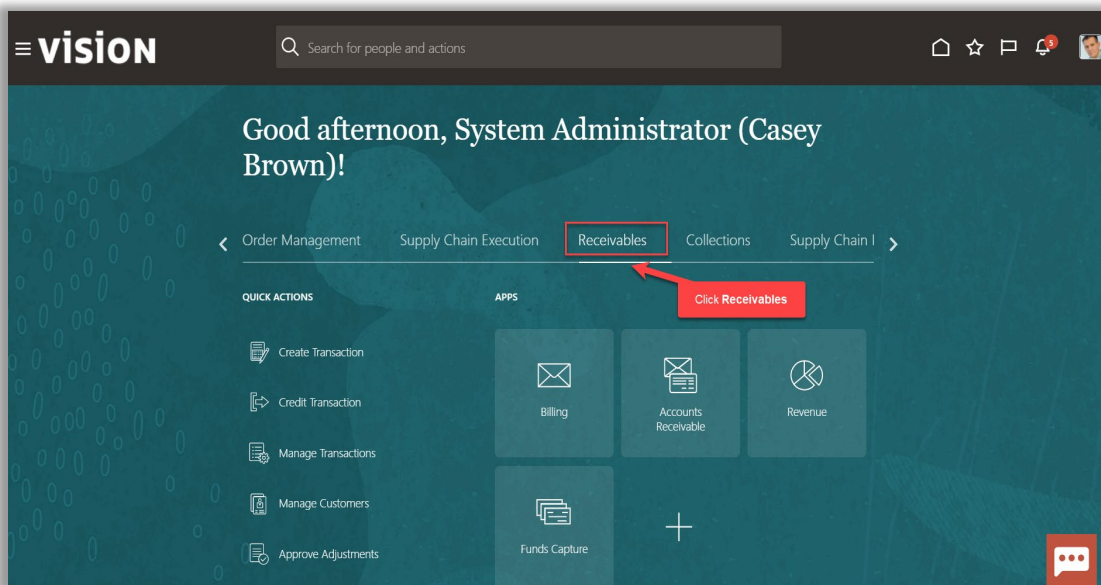 vision
Search for people and actions
5
Good afternoon, System Administrator (Casey
Brown)!
Order Management
Supply Chain Execution
Receivables
Collections
Supply Chain I
QUICK ACTIONS
APPS
Click Receivables
Create Transaction
Credit Transaction
Manage Transactions
Manage Customers
Approve Adjustments
Billing
Accounts
Receivable
Revenue
Funds Capture